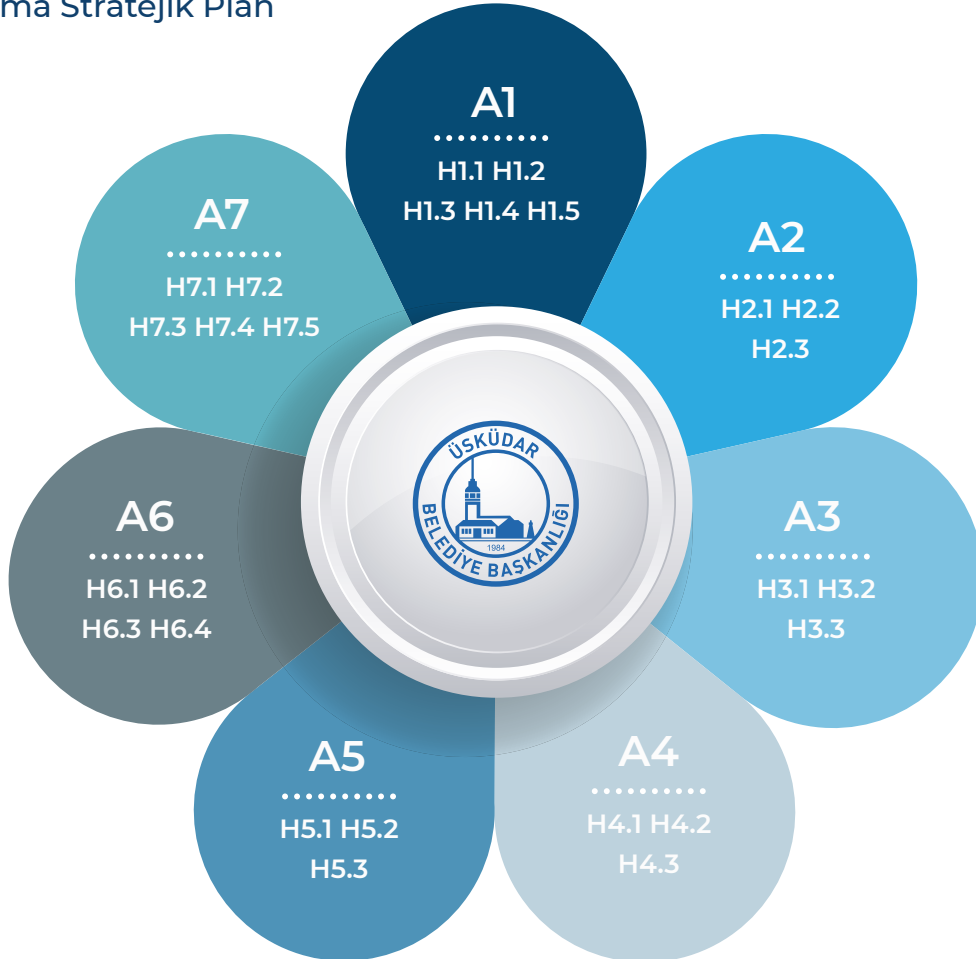 Stratejik Plan
A1
H1.1 H1.2
H1.3 H1.4 H1.5
A2
H2.1 H2.2
H2.3
A3
H3.1 H3.2
H3.3
A4
H4.1 H4.2
H4.3
A5
H5.1 H5.2
H5.3
A6
H6.1 H6.2
H6.3 H6.4
A7
H7.1 H7.2
H7.3 H7.4 H7.5
ÜSKÜDAR
BELEDİYE BAŞKANLIĞI
1984